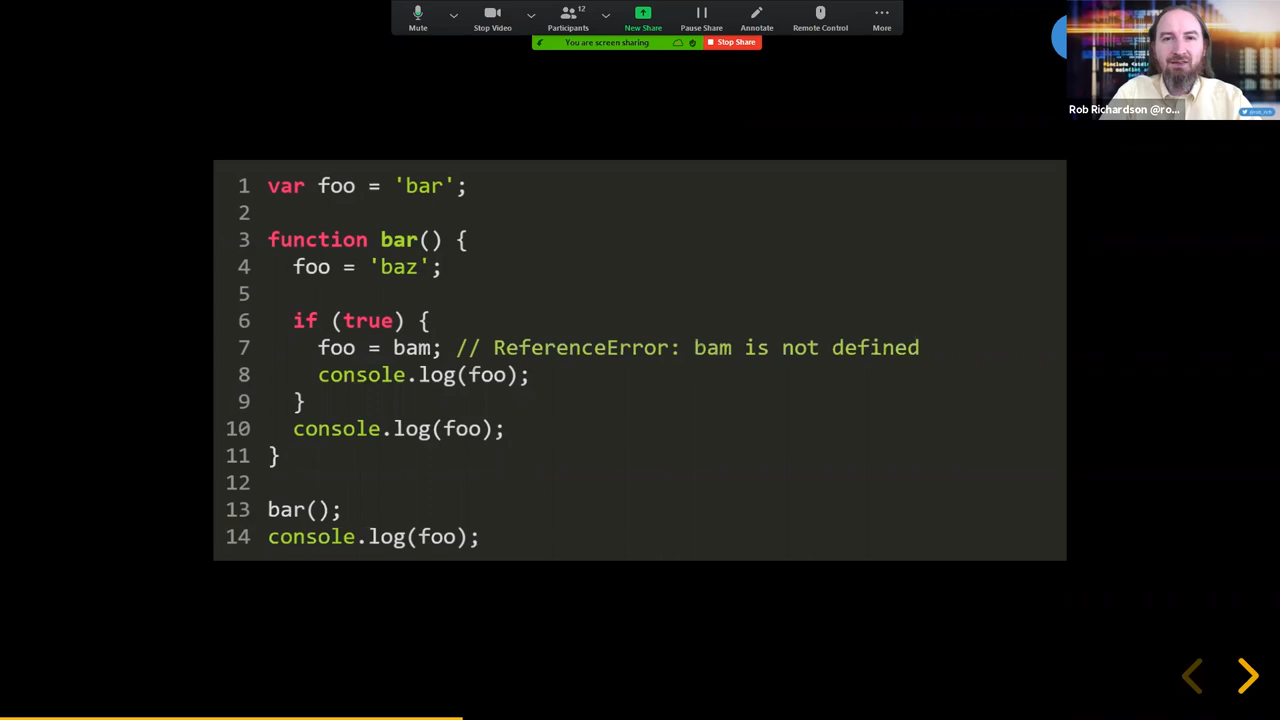 Mute
Stop Video
12
Participants
New Share
Pause Share
Annotate
Remote Control
More
You are screen sharing
Stop Share
Rob Richardson @ro...
@rob_rich
1 var foo = 'bar';
2
3 function bar() {
4   foo = 'baz';
5
6   if (true) {
7     foo = bam; // ReferenceError: bam is not defined
8     console.log(foo);
9   }
10   console.log(foo);
11 }
12
13 bar();
14 console.log(foo);